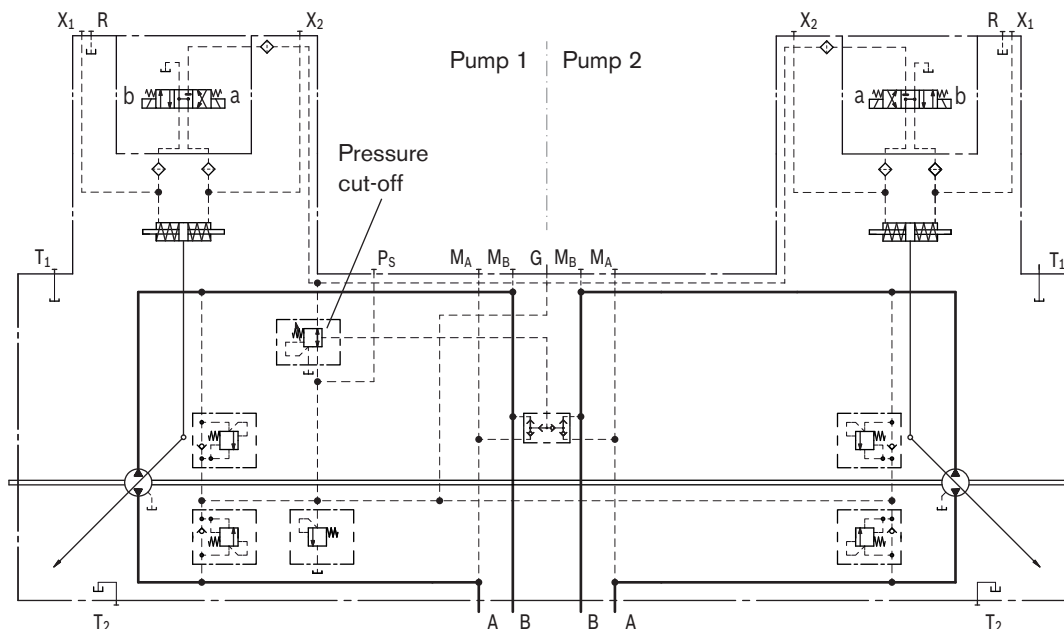 X1 R X2 X2 R X1
Pump 1 Pump 2
b a a b
Pressure
cut-off
T1 PS MA MB G MB MA T1
T2 A B B A T2